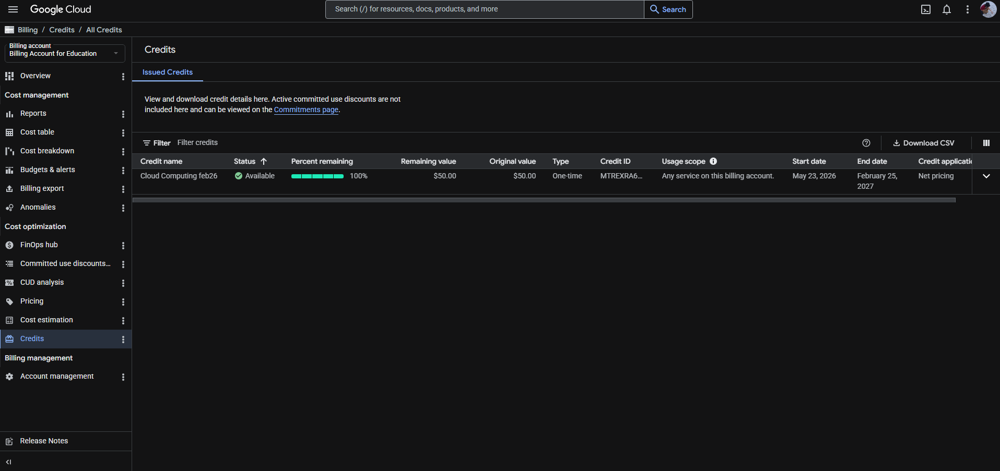 Google Cloud
Search (/) for resources, docs, products, and more
Search
Billing / Credits / All Credits
Billing account
Billing Account for Education
Overview
Cost management
Reports
Cost table
Cost breakdown
Budgets & alerts
Billing export
Anomalies
Cost optimization
FinOps hub
Committed use discounts...
CUD analysis
Pricing
Cost estimation
Credits
Billing management
Account management
Release Notes
Credits
Issued Credits
View and download credit details here. Active committed use discounts are not
included here and can be viewed on the Commitments page.
Filter Filter credits
Download CSV
Credit name Status Percent remaining Remaining value Original value Type Credit ID Usage scope Start date End date Credit applicatio
Cloud Computing feb26 Available 100% $50.00 $50.00 One-time MTREXRA6... Any service on this billing account. May 23, 2026 February 25, Net pricing
2027